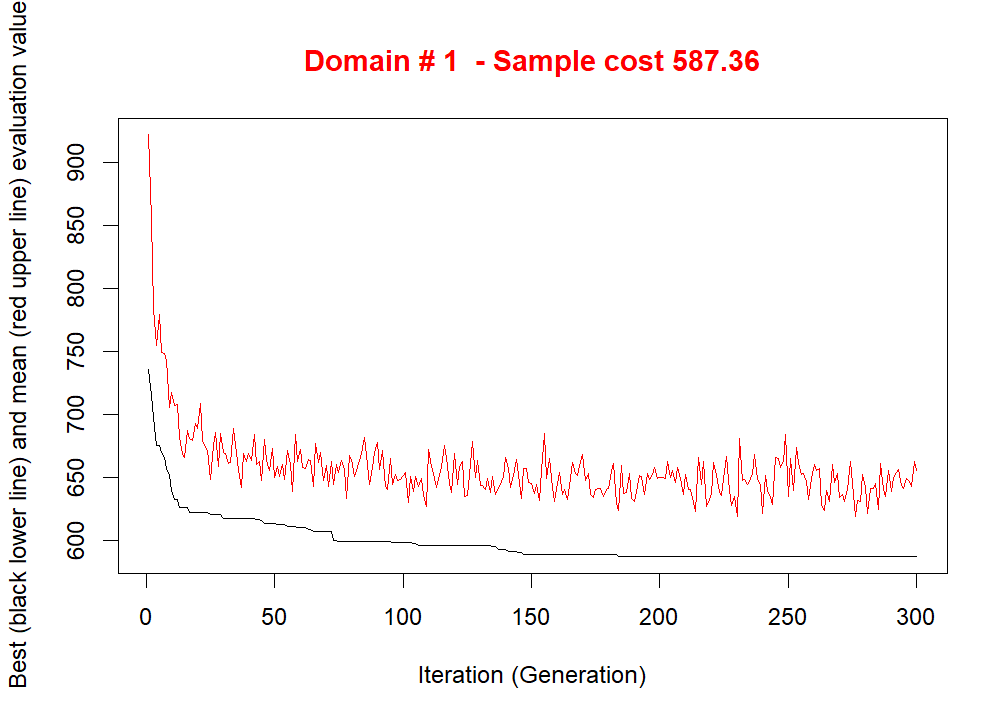 Domain # 1  - Sample cost 587.36
Best (black lower line) and mean (red upper line) evaluation value
900
850
800
750
700
650
600
0 50 100 150 200 250 300
Iteration (Generation)